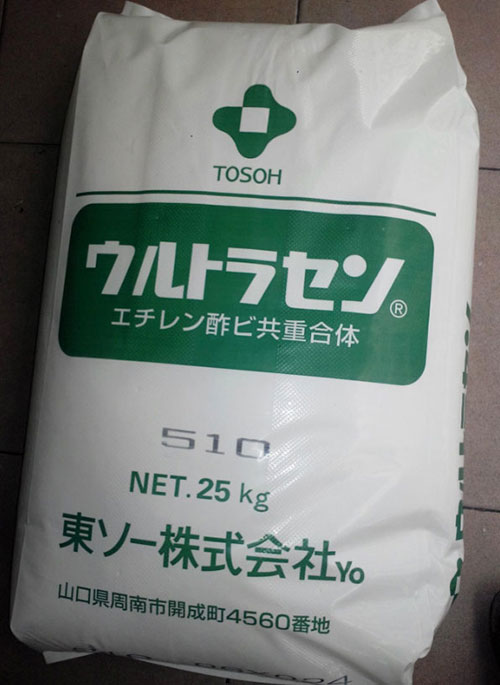 TOSOH
ウルトラセン®
エチレン酢ビ共重合体
510
NET.25 kg
東ソー株式会社Yo
山口県周南市開成町4560番地